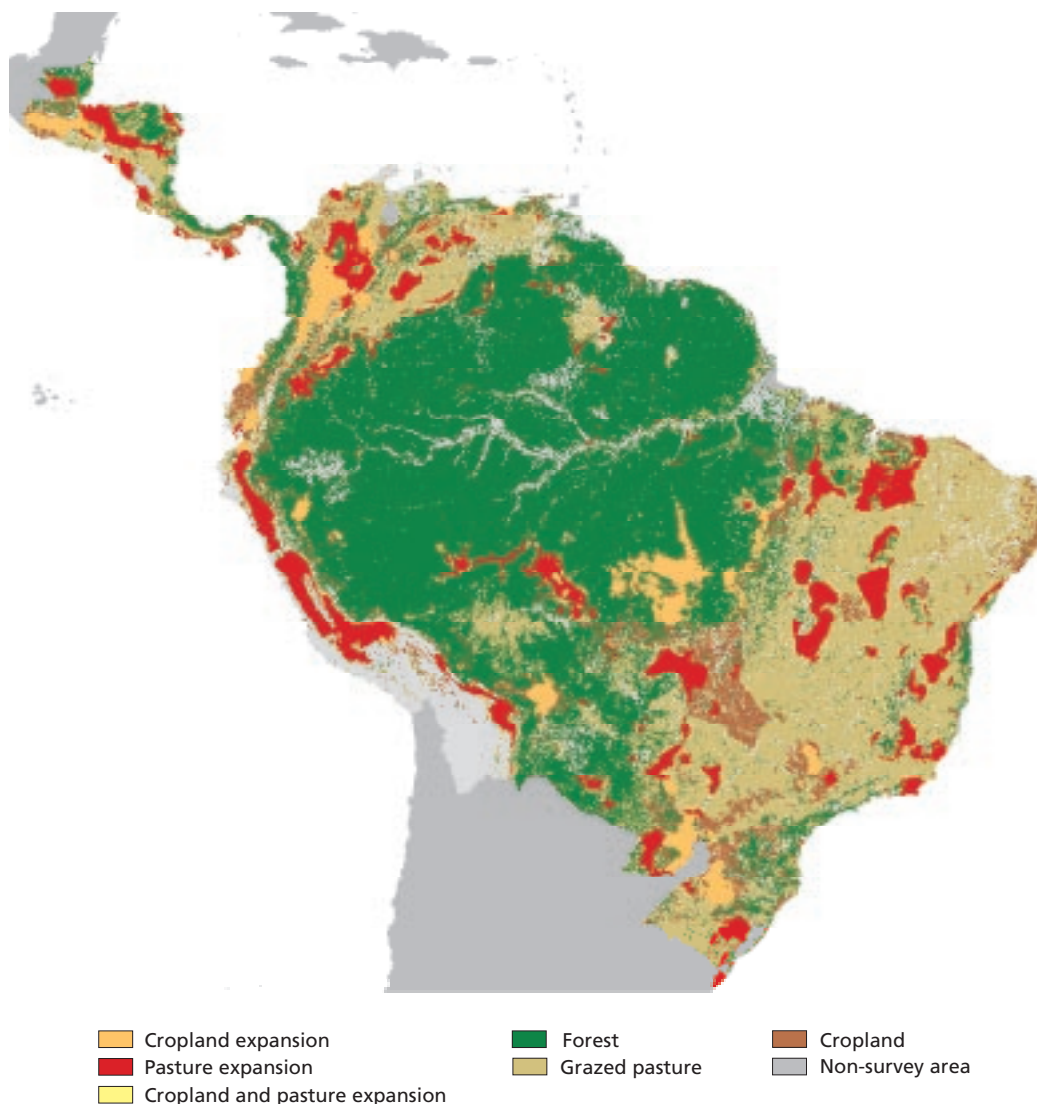 Cropland expansion
Pasture expansion
Cropland and pasture expansion
Forest
Grazed pasture
Cropland
Non-survey area